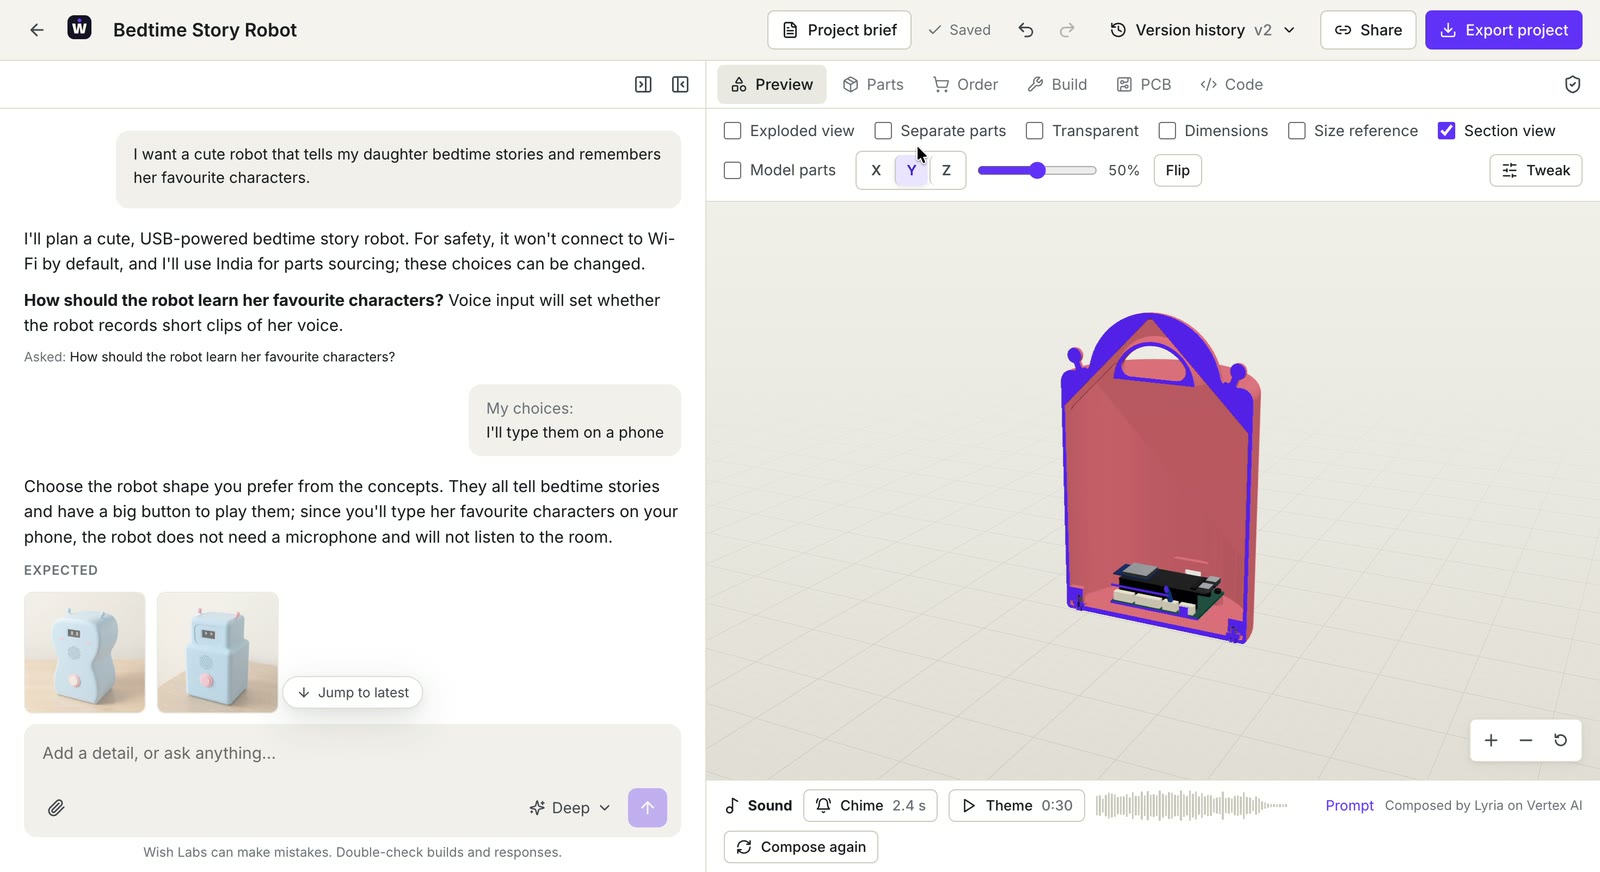 W
Bedtime Story Robot
Project brief
Saved
Version history v2
Share
Export project
Preview
Parts
Order
Build
PCB
Code
Exploded view
Separate parts
Transparent
Dimensions
Size reference
Section view
Model parts
X
Y
Z
50%
Flip
Tweak
I want a cute robot that tells my daughter bedtime stories and remembers
her favourite characters.
I'll plan a cute, USB-powered bedtime story robot. For safety, it won't connect to Wi-
Fi by default, and I'll use India for parts sourcing; these choices can be changed.
How should the robot learn her favourite characters? Voice input will set whether
the robot records short clips of her voice.
Asked: How should the robot learn her favourite characters?
My choices:
I'll type them on a phone
Choose the robot shape you prefer from the concepts. They all tell bedtime stories
and have a big button to play them; since you'll type her favourite characters on your
phone, the robot does not need a microphone and will not listen to the room.
EXPECTED
Jump to latest
Add a detail, or ask anything...
Deep
Wish Labs can make mistakes. Double-check builds and responses.
Sound
Chime 2.4 s
Theme 0:30
Prompt
Composed by Lyria on Vertex AI
Compose again